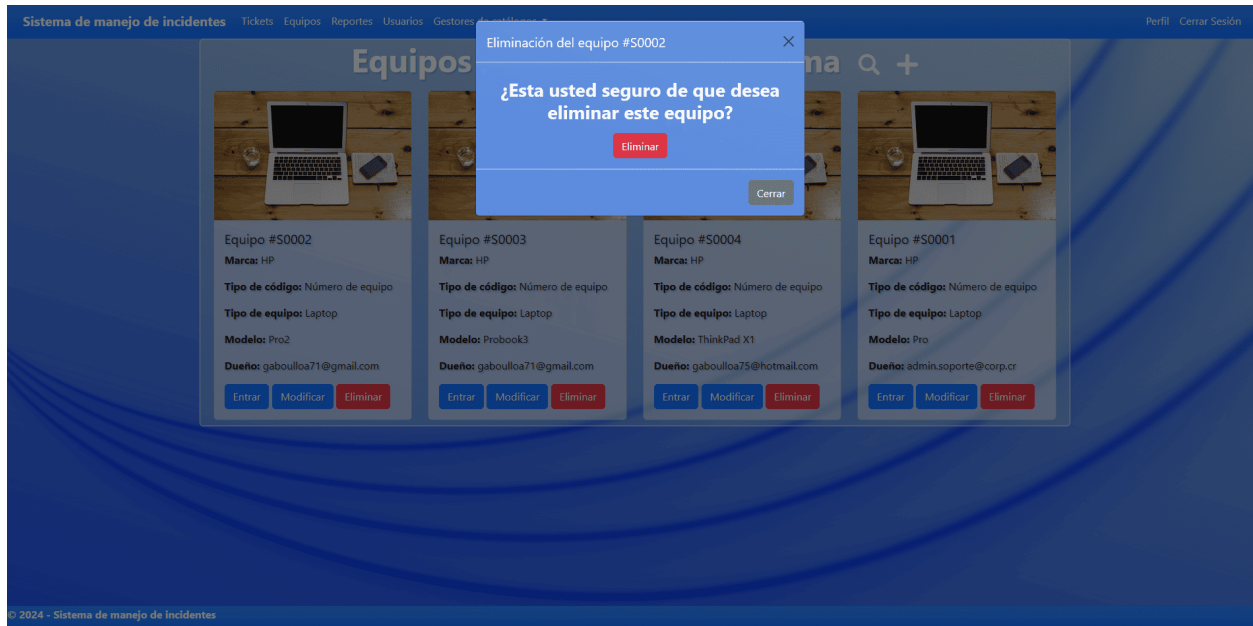 Sistema de manejo de incidentes Tickets Equipos Reportes Usuarios Gestores de catálogos Perfil Cerrar Sesión
Equipos
Eliminación del equipo #S0002
¿Esta usted seguro de que desea
eliminar este equipo?
Eliminar
Cerrar
Equipo #S0002
Marca: HP
Tipo de código: Número de equipo
Tipo de equipo: Laptop
Modelo: Pro2
Dueño: gaboulloa71@gmail.com
Entrar Modificar Eliminar
Equipo #S0003
Marca: HP
Tipo de código: Número de equipo
Tipo de equipo: Laptop
Modelo: Probook3
Dueño: gaboulloa71@gmail.com
Entrar Modificar Eliminar
Equipo #S0004
Marca: HP
Tipo de código: Número de equipo
Tipo de equipo: Laptop
Modelo: ThinkPad X1
Dueño: gaboulloa75@hotmail.com
Entrar Modificar Eliminar
Equipo #S0001
Marca: HP
Tipo de código: Número de equipo
Tipo de equipo: Laptop
Modelo: Pro
Dueño: admin.soporte@corp.cr
Entrar Modificar Eliminar
© 2024 - Sistema de manejo de incidentes